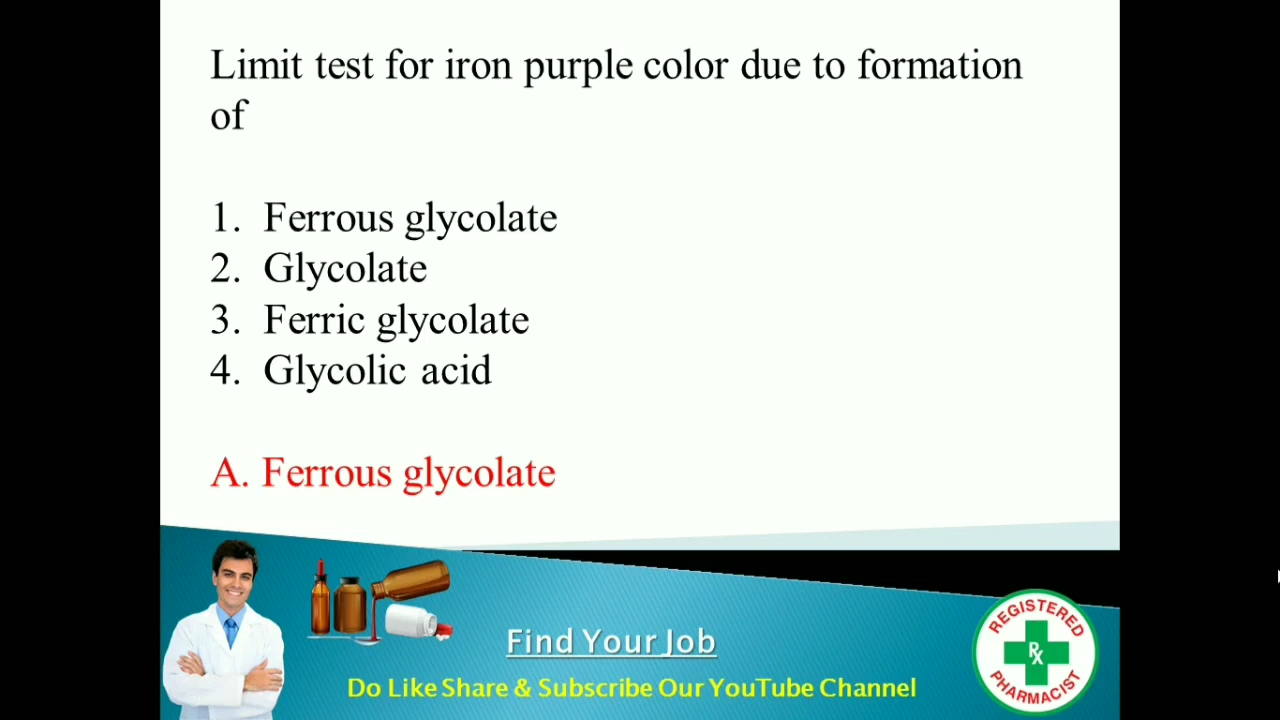 Limit test for iron purple color due to formation
of
1. Ferrous glycolate
2. Glycolate
3. Ferric glycolate
4. Glycolic acid
A. Ferrous glycolate
Find Your Job
Do Like Share & Subscribe Our YouTube Channel
REGISTERED
RX
PHARMACIST